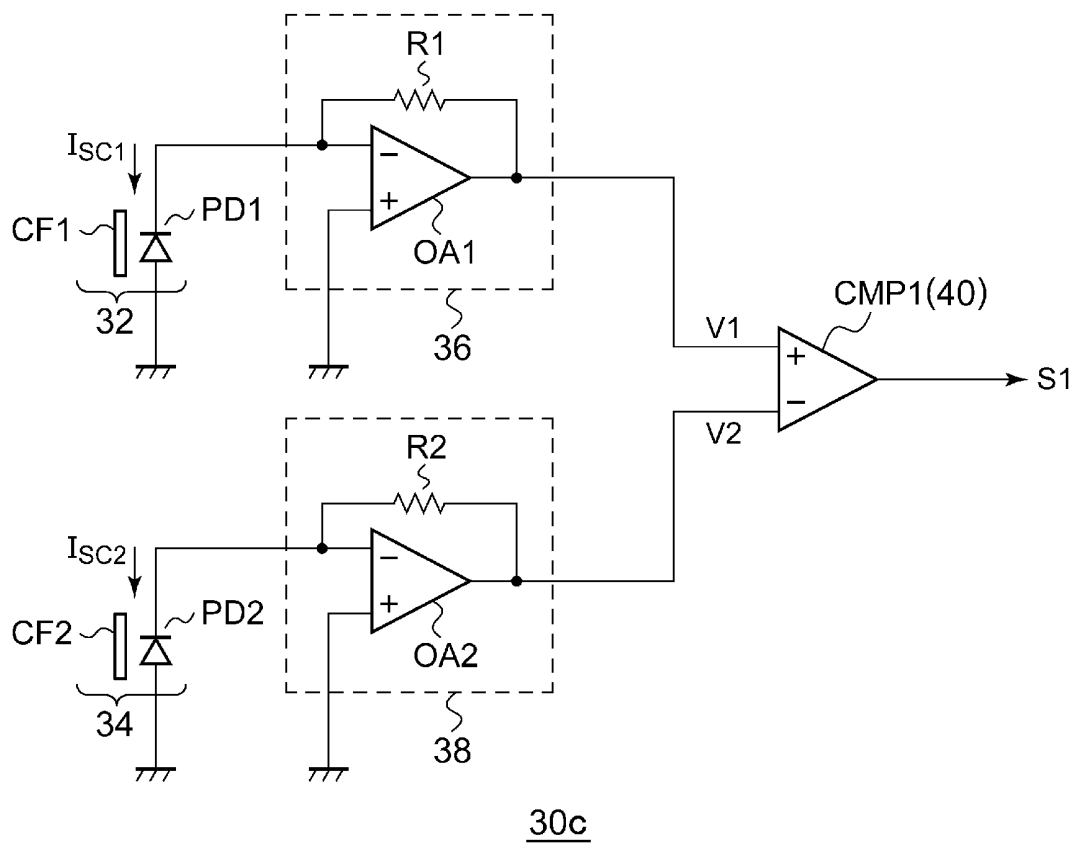 R1
I_SC1
−
+
PD1
CF1
OA1
32
36
CMP1(40)
V1
+
−
S1
V2
R2
I_SC2
−
+
PD2
CF2
OA2
34
38
30c